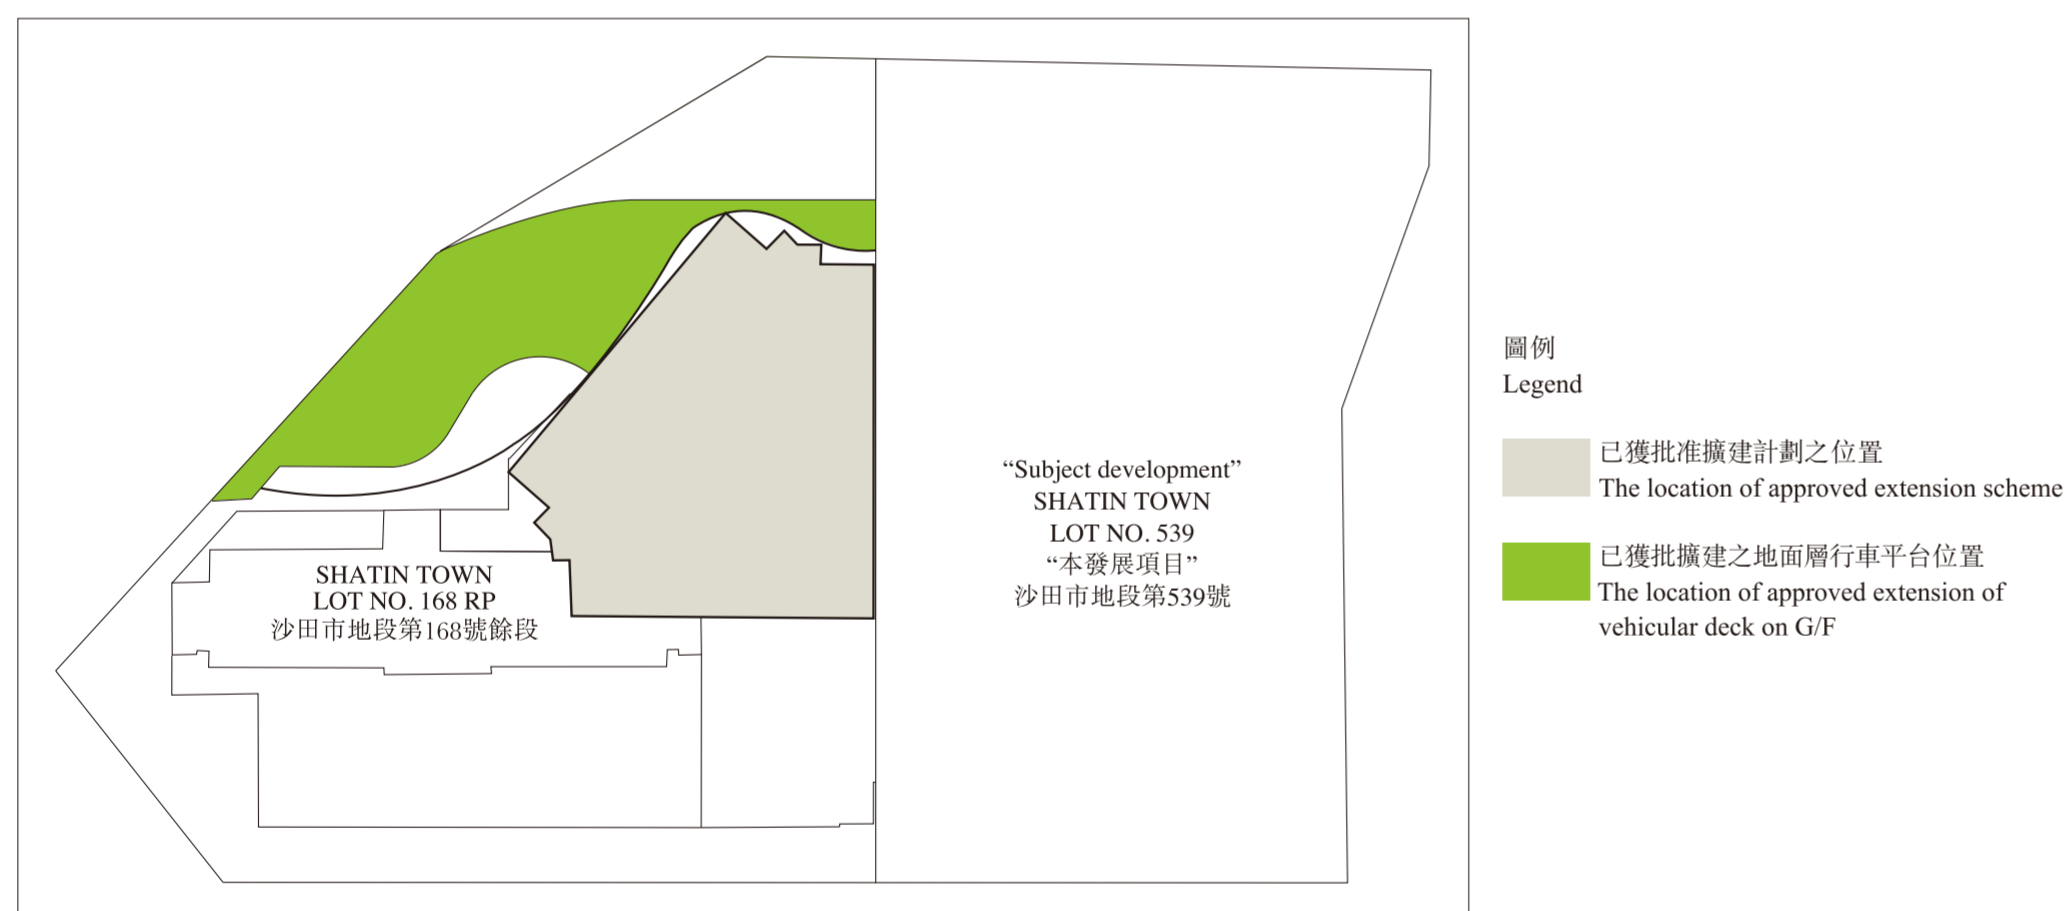 SHATIN TOWN
LOT NO. 168 RP
沙田市地段第168號餘段
“Subject development”
SHATIN TOWN
LOT NO. 539
“本發展項目”
沙田市地段第539號
圖例
Legend
已獲批准擴建計劃之位置
The location of approved extension scheme
已獲批擴建之地面層行車平台位置
The location of approved extension of
vehicular deck on G/F